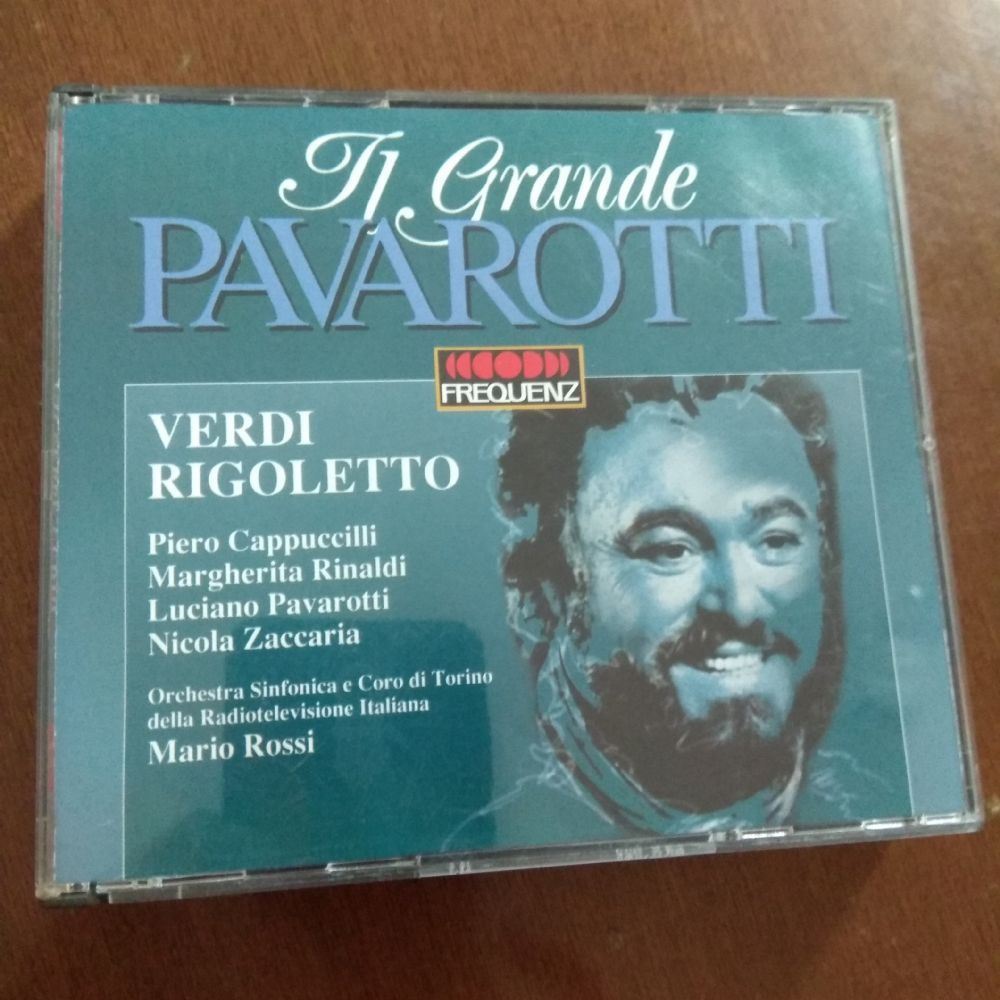 Il Grande
PAVAROTTI
FREQUENZ
VERDI
RIGOLETTO
Piero Cappuccilli
Margherita Rinaldi
Luciano Pavarotti
Nicola Zaccaria
Orchestra Sinfonica e Coro di Torino
della Radiotelevisione Italiana
Mario Rossi